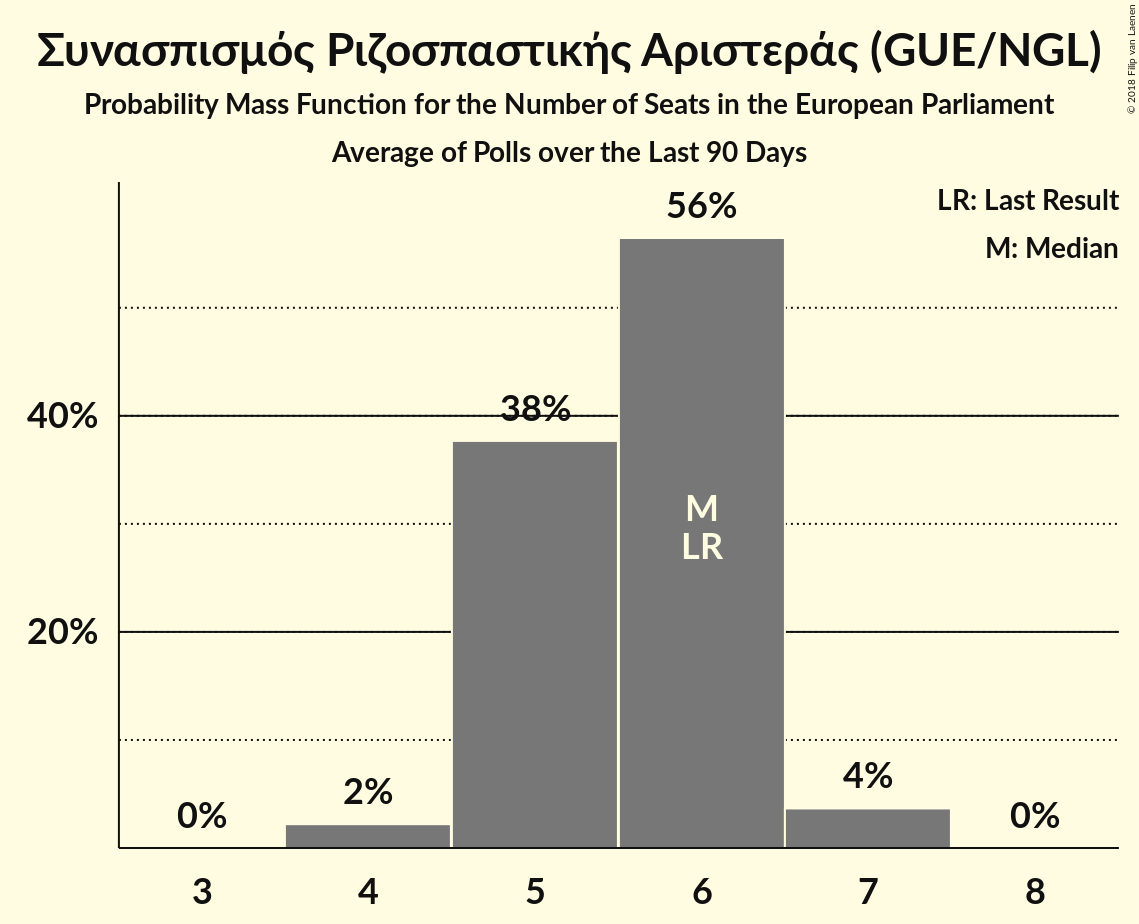 Συνασπισμός Ριζοσπαστικής Αριστεράς (GUE/NGL)
Probability Mass Function for the Number of Seats in the European Parliament
Average of Polls over the Last 90 Days
© 2018 Filip van Laenen
LR: Last Result
M: Median
56%
40%
38%
M
LR
20%
4%
2%
0%
0%
3 4 5 6 7 8